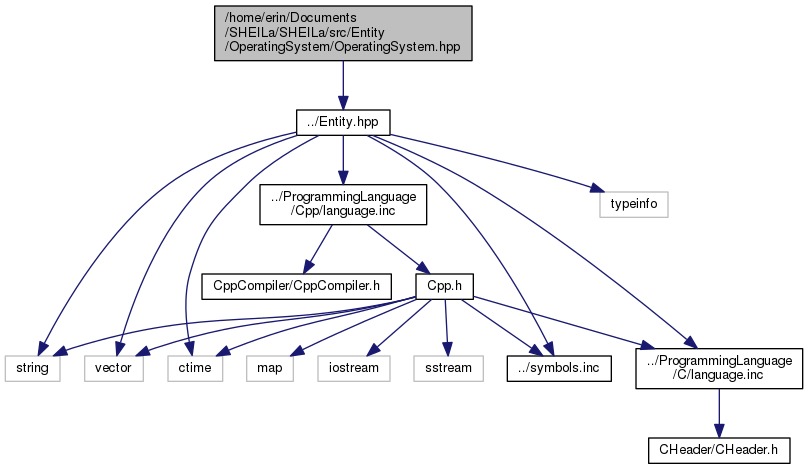 /home/erin/Documents
/SHEILa/SHEILa/src/Entity
/OperatingSystem/OperatingSystem.hpp
../Entity.hpp
../ProgrammingLanguage
/Cpp/language.inc
typeinfo
CppCompiler/CppCompiler.h
Cpp.h
string
vector
ctime
map
iostream
sstream
../symbols.inc
../ProgrammingLanguage
/C/language.inc
CHeader/CHeader.h